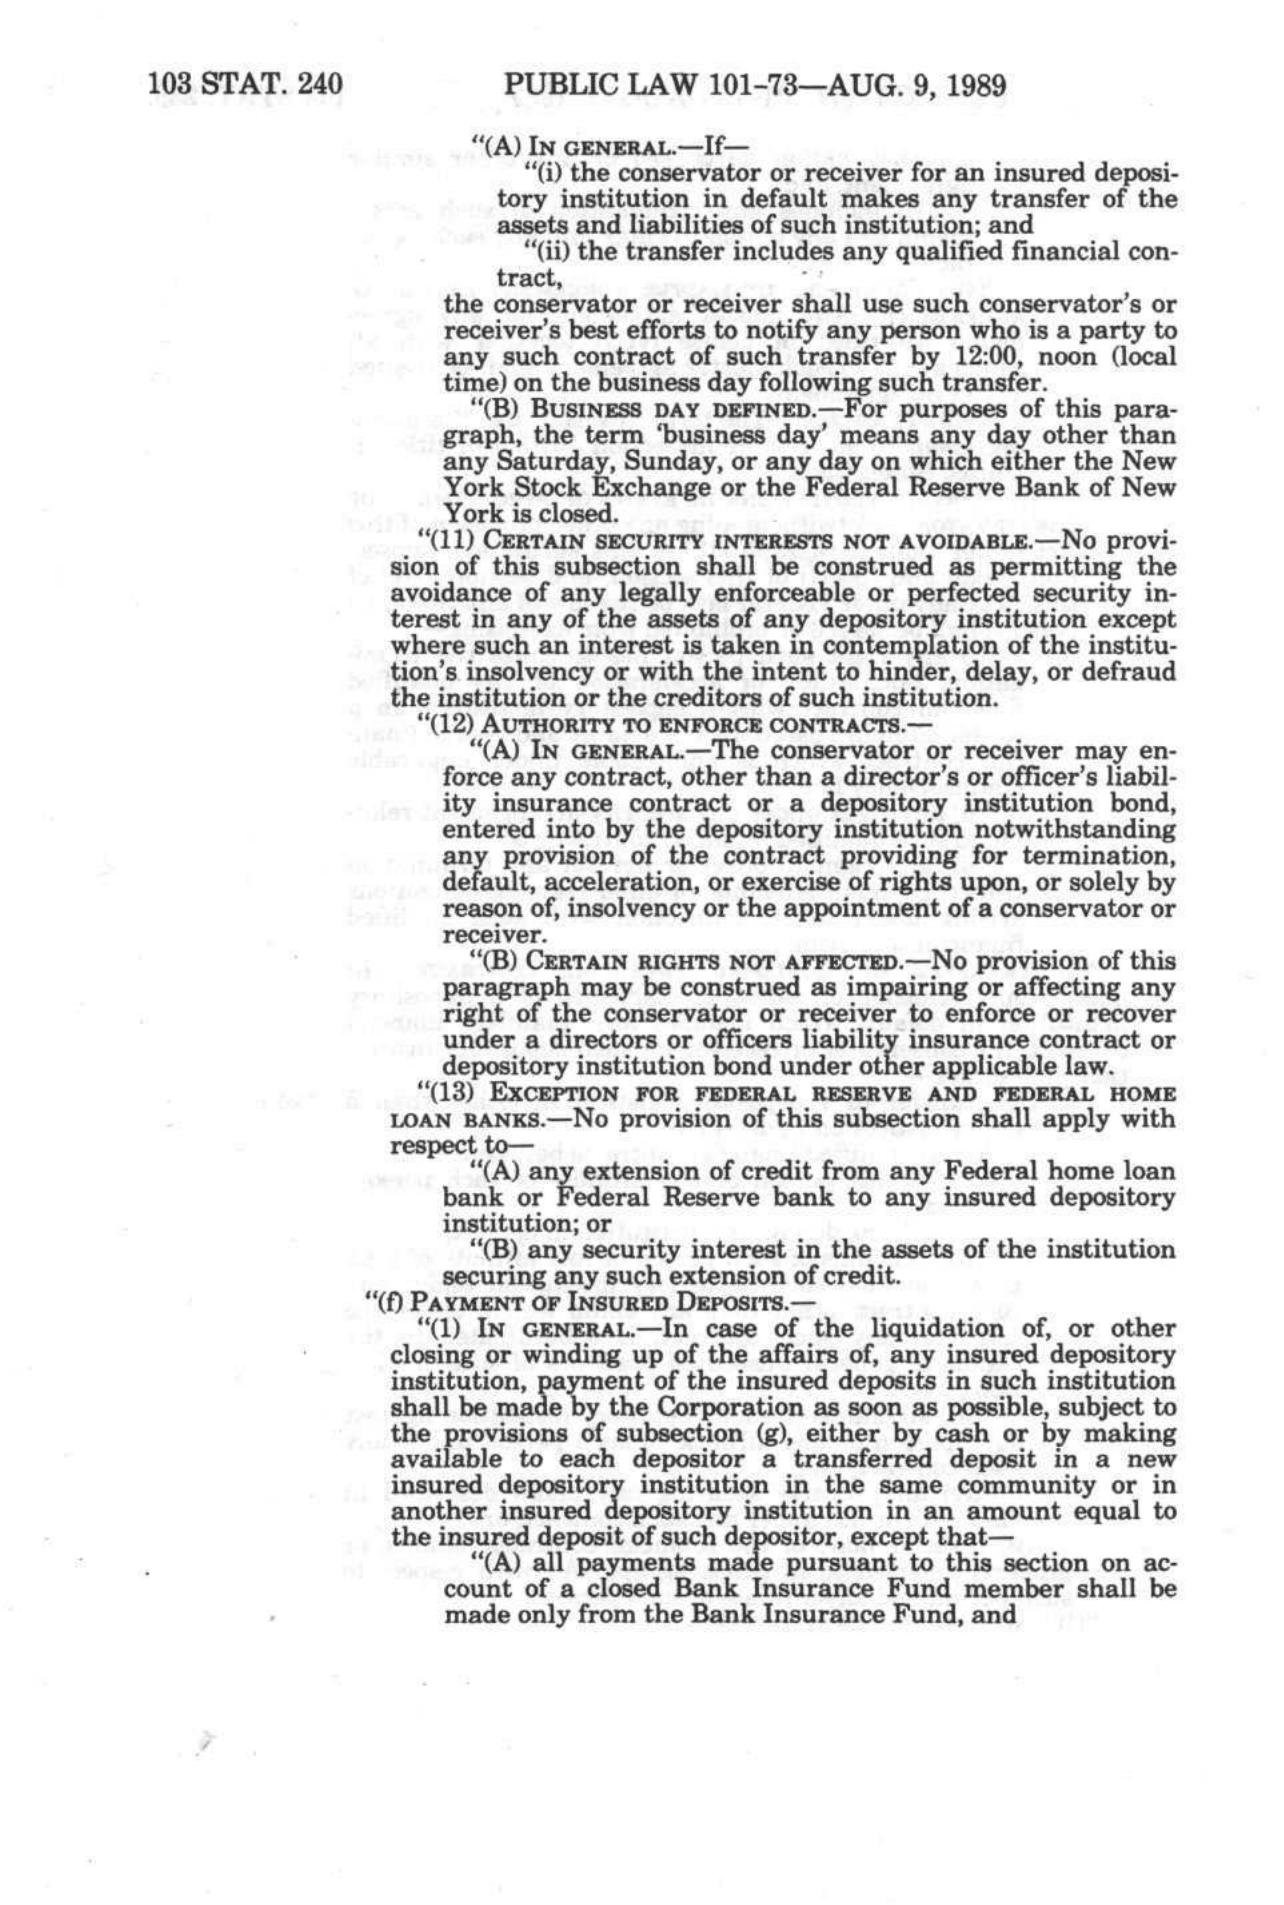 103 STAT. 240 PUBLIC LAW 101-73—AUG. 9, 1989
"(A) IN GENERAL.—If—
"(i) the conservator or receiver for an insured deposi-
tory institution in default makes any transfer of the
assets and liabilities of such institution; and
"(ii) the transfer includes any qualified financial con-
tract,
the conservator or receiver shall use such conservator's or
receiver's best efforts to notify any person who is a party to
any such contract of such transfer by 12:00, noon (local
time) on the business day following such transfer.
"(B) BUSINESS DAY DEFINED.—For purposes of this para-
graph, the term 'business day' means any day other than
any Saturday, Sunday, or any day on which either the New
York Stock Exchange or the Federal Reserve Bank of New
York is closed.
"(11) CERTAIN SECURITY INTERESTS NOT AVOIDABLE.—No provi-
sion of this subsection shall be construed as permitting the
avoidance of any legally enforceable or perfected security in-
terest in any of the assets of any depository institution except
where such an interest is taken in contemplation of the institu-
tion's insolvency or with the intent to hinder, delay, or defraud
the institution or the creditors of such institution.
"(12) AUTHORITY TO ENFORCE CONTRACTS.—
"(A) IN GENERAL.—The conservator or receiver may en-
force any contract, other than a director's or officer's liabil-
ity insurance contract or a depository institution bond,
entered into by the depository institution notwithstanding
any provision of the contract providing for termination,
default, acceleration, or exercise of rights upon, or solely by
reason of, insolvency or the appointment of a conservator or
receiver.
"(B) CERTAIN RIGHTS NOT AFFECTED.—No provision of this
paragraph may be construed as impairing or affecting any
right of the conservator or receiver to enforce or recover
under a directors or officers liability insurance contract or
depository institution bond under other applicable law.
"(13) EXCEPTION FOR FEDERAL RESERVE AND FEDERAL HOME
LOAN BANKS.—No provision of this subsection shall apply with
respect to—
"(A) any extension of credit from any Federal home loan
bank or Federal Reserve bank to any insured depository
institution; or
"(B) any security interest in the assets of the institution
securing any such extension of credit.
"(f) PAYMENT OF INSURED DEPOSITS.—
"(1) IN GENERAL.—In case of the liquidation of, or other
closing or winding up of the affairs of, any insured depository
institution, payment of the insured deposits in such institution
shall be made by the Corporation as soon as possible, subject to
the provisions of subsection (g), either by cash or by making
available to each depositor a transferred deposit in a new
insured depository institution in the same community or in
another insured depository institution in an amount equal to
the insured deposit of such depositor, except that—
"(A) all payments made pursuant to this section on ac-
count of a closed Bank Insurance Fund member shall be
made only from the Bank Insurance Fund, and